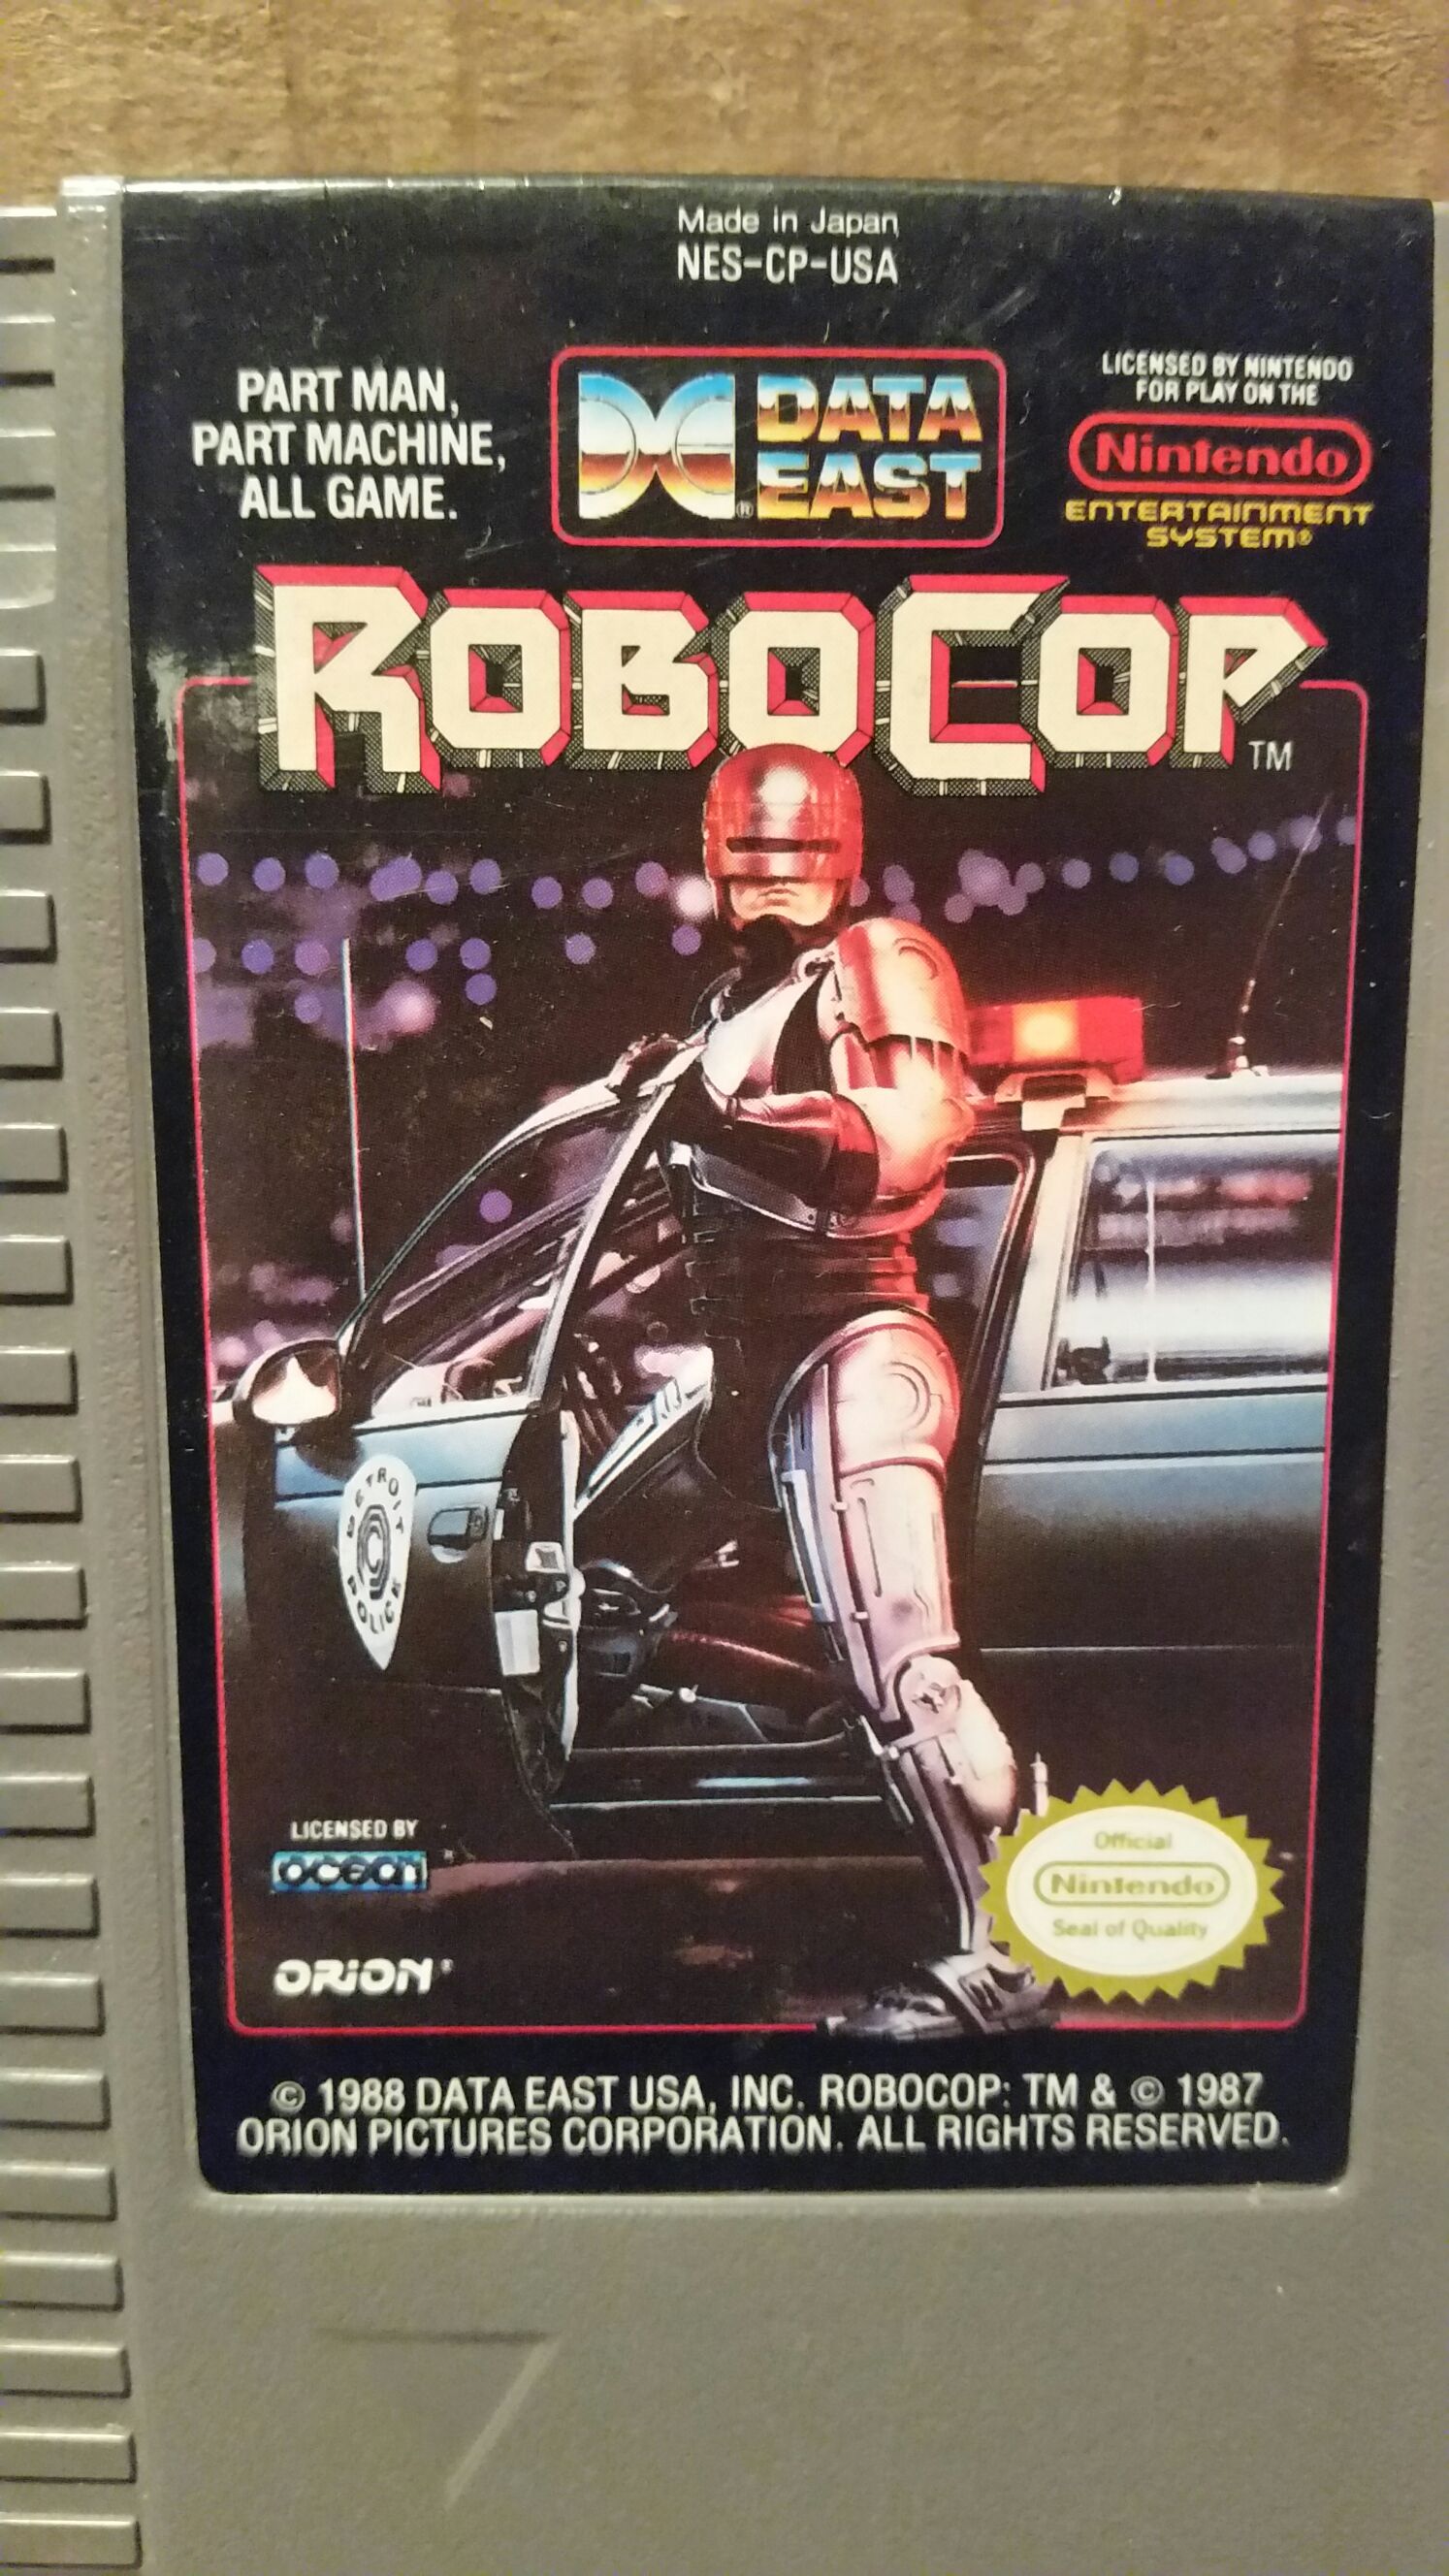 Made in Japan
NES-CP-USA
PART MAN,
PART MACHINE,
ALL GAME.
DATA
EAST
®
LICENSED BY NINTENDO
FOR PLAY ON THE
Nintendo
ENTERTAINMENT
SYSTEM®
ROBOCOP
TM
DETROIT
POLICE
LICENSED BY
ocean
ORION®
Official
Nintendo
Seal of Quality
© 1988 DATA EAST USA, INC. ROBOCOP: TM & © 1987
ORION PICTURES CORPORATION. ALL RIGHTS RESERVED.